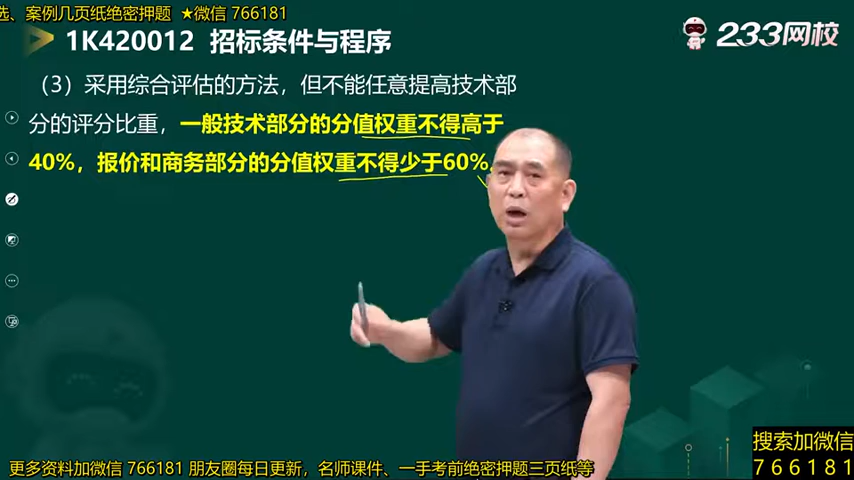 选、案例几页纸绝密押题 ★微信 766181
1K420012 招标条件与程序
233网校
（3）采用综合评估的方法，但不能任意提高技术部
分的评分比重，一般技术部分的分值权重不得高于
40%，报价和商务部分的分值权重不得少于60%
搜索加微信
766181
更多资料加微信 766181 朋友圈每日更新，名师课件、一手考前绝密押题三页纸等